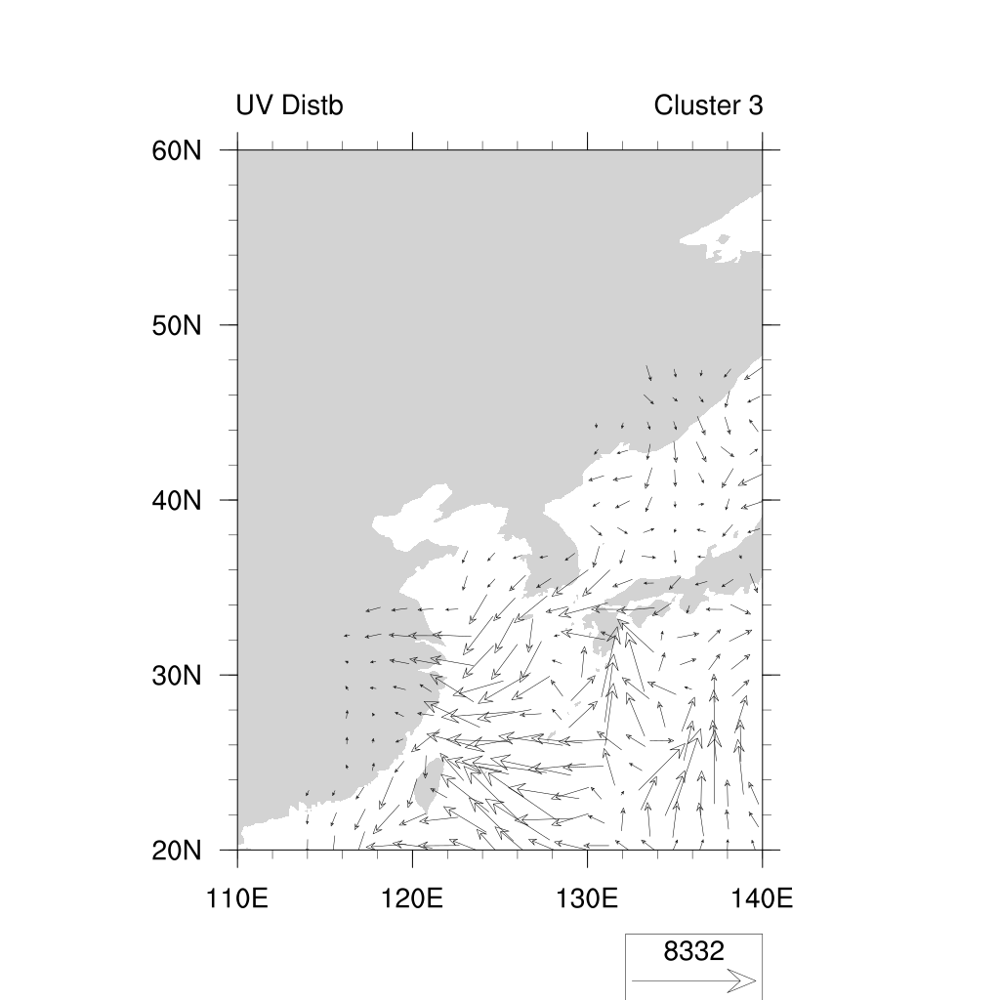 UV Distb Cluster 3
60N
50N
40N
30N
20N
110E 120E 130E 140E
8332